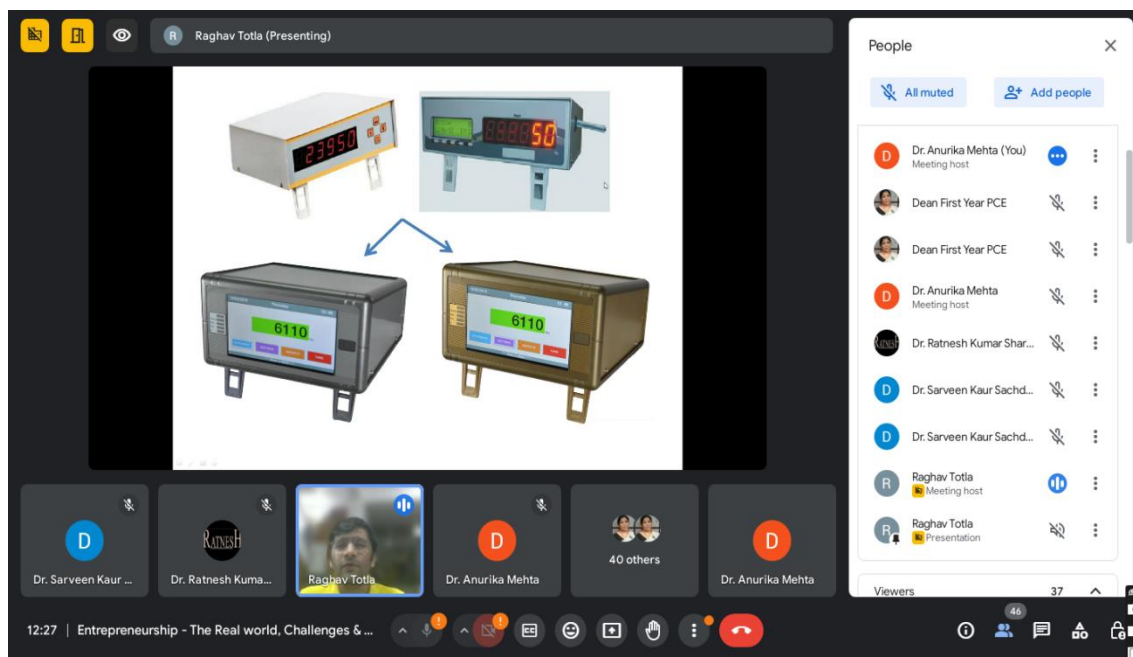 R Raghav Totla (Presenting)
23950
50
6110
6110
D
Dr. Sarveen Kaur ...
RATNESH
Dr. Ratnesh Kuma...
Raghav Totla
D
Dr. Anurika Mehta
40 others
D
Dr. Anurika Mehta
12:27 | Entrepreneurship - The Real world, Challenges & ...
CC
46
People
All muted
Add people
D Dr. Anurika Mehta (You)
Meeting host
Dean First Year PCE
Dean First Year PCE
D Dr. Anurika Mehta
Meeting host
RATNESH Dr. Ratnesh Kumar Shar...
D Dr. Sarveen Kaur Sachd...
D Dr. Sarveen Kaur Sachd...
R Raghav Totla
Meeting host
R Raghav Totla
Presentation
Viewers 37